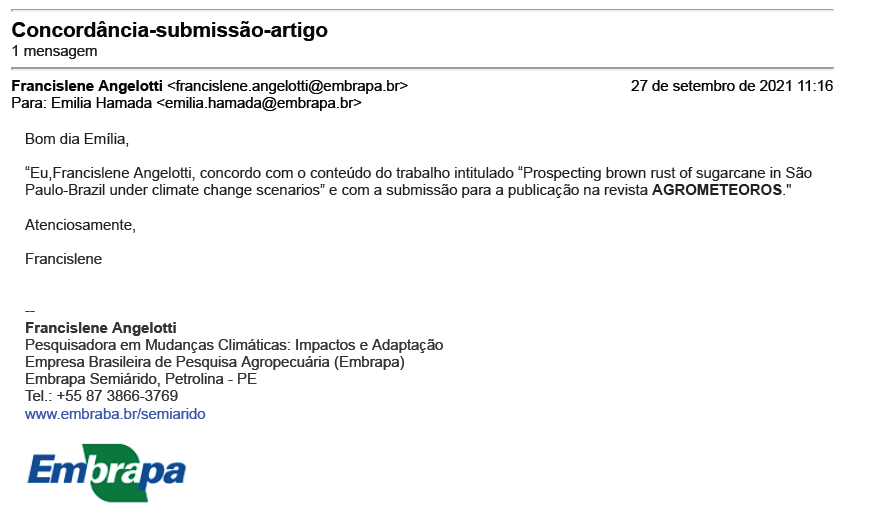 Concordância-submissão-artigo
1 mensagem
Francislene Angelotti <francislene.angelotti@embrapa.br> 27 de setembro de 2021 11:16
Para: Emilia Hamada <emilia.hamada@embrapa.br>
Bom dia Emília,
“Eu,Francislene Angelotti, concordo com o conteúdo do trabalho intitulado “Prospecting brown rust of sugarcane in São
Paulo-Brazil under climate change scenarios” e com a submissão para a publicação na revista AGROMETEOROS."
Atenciosamente,
Francislene
--
Francislene Angelotti
Pesquisadora em Mudanças Climáticas: Impactos e Adaptação
Empresa Brasileira de Pesquisa Agropecuária (Embrapa)
Embrapa Semiárido, Petrolina - PE
Tel.: +55 87 3866-3769
www.embraba.br/semiarido
Embrapa